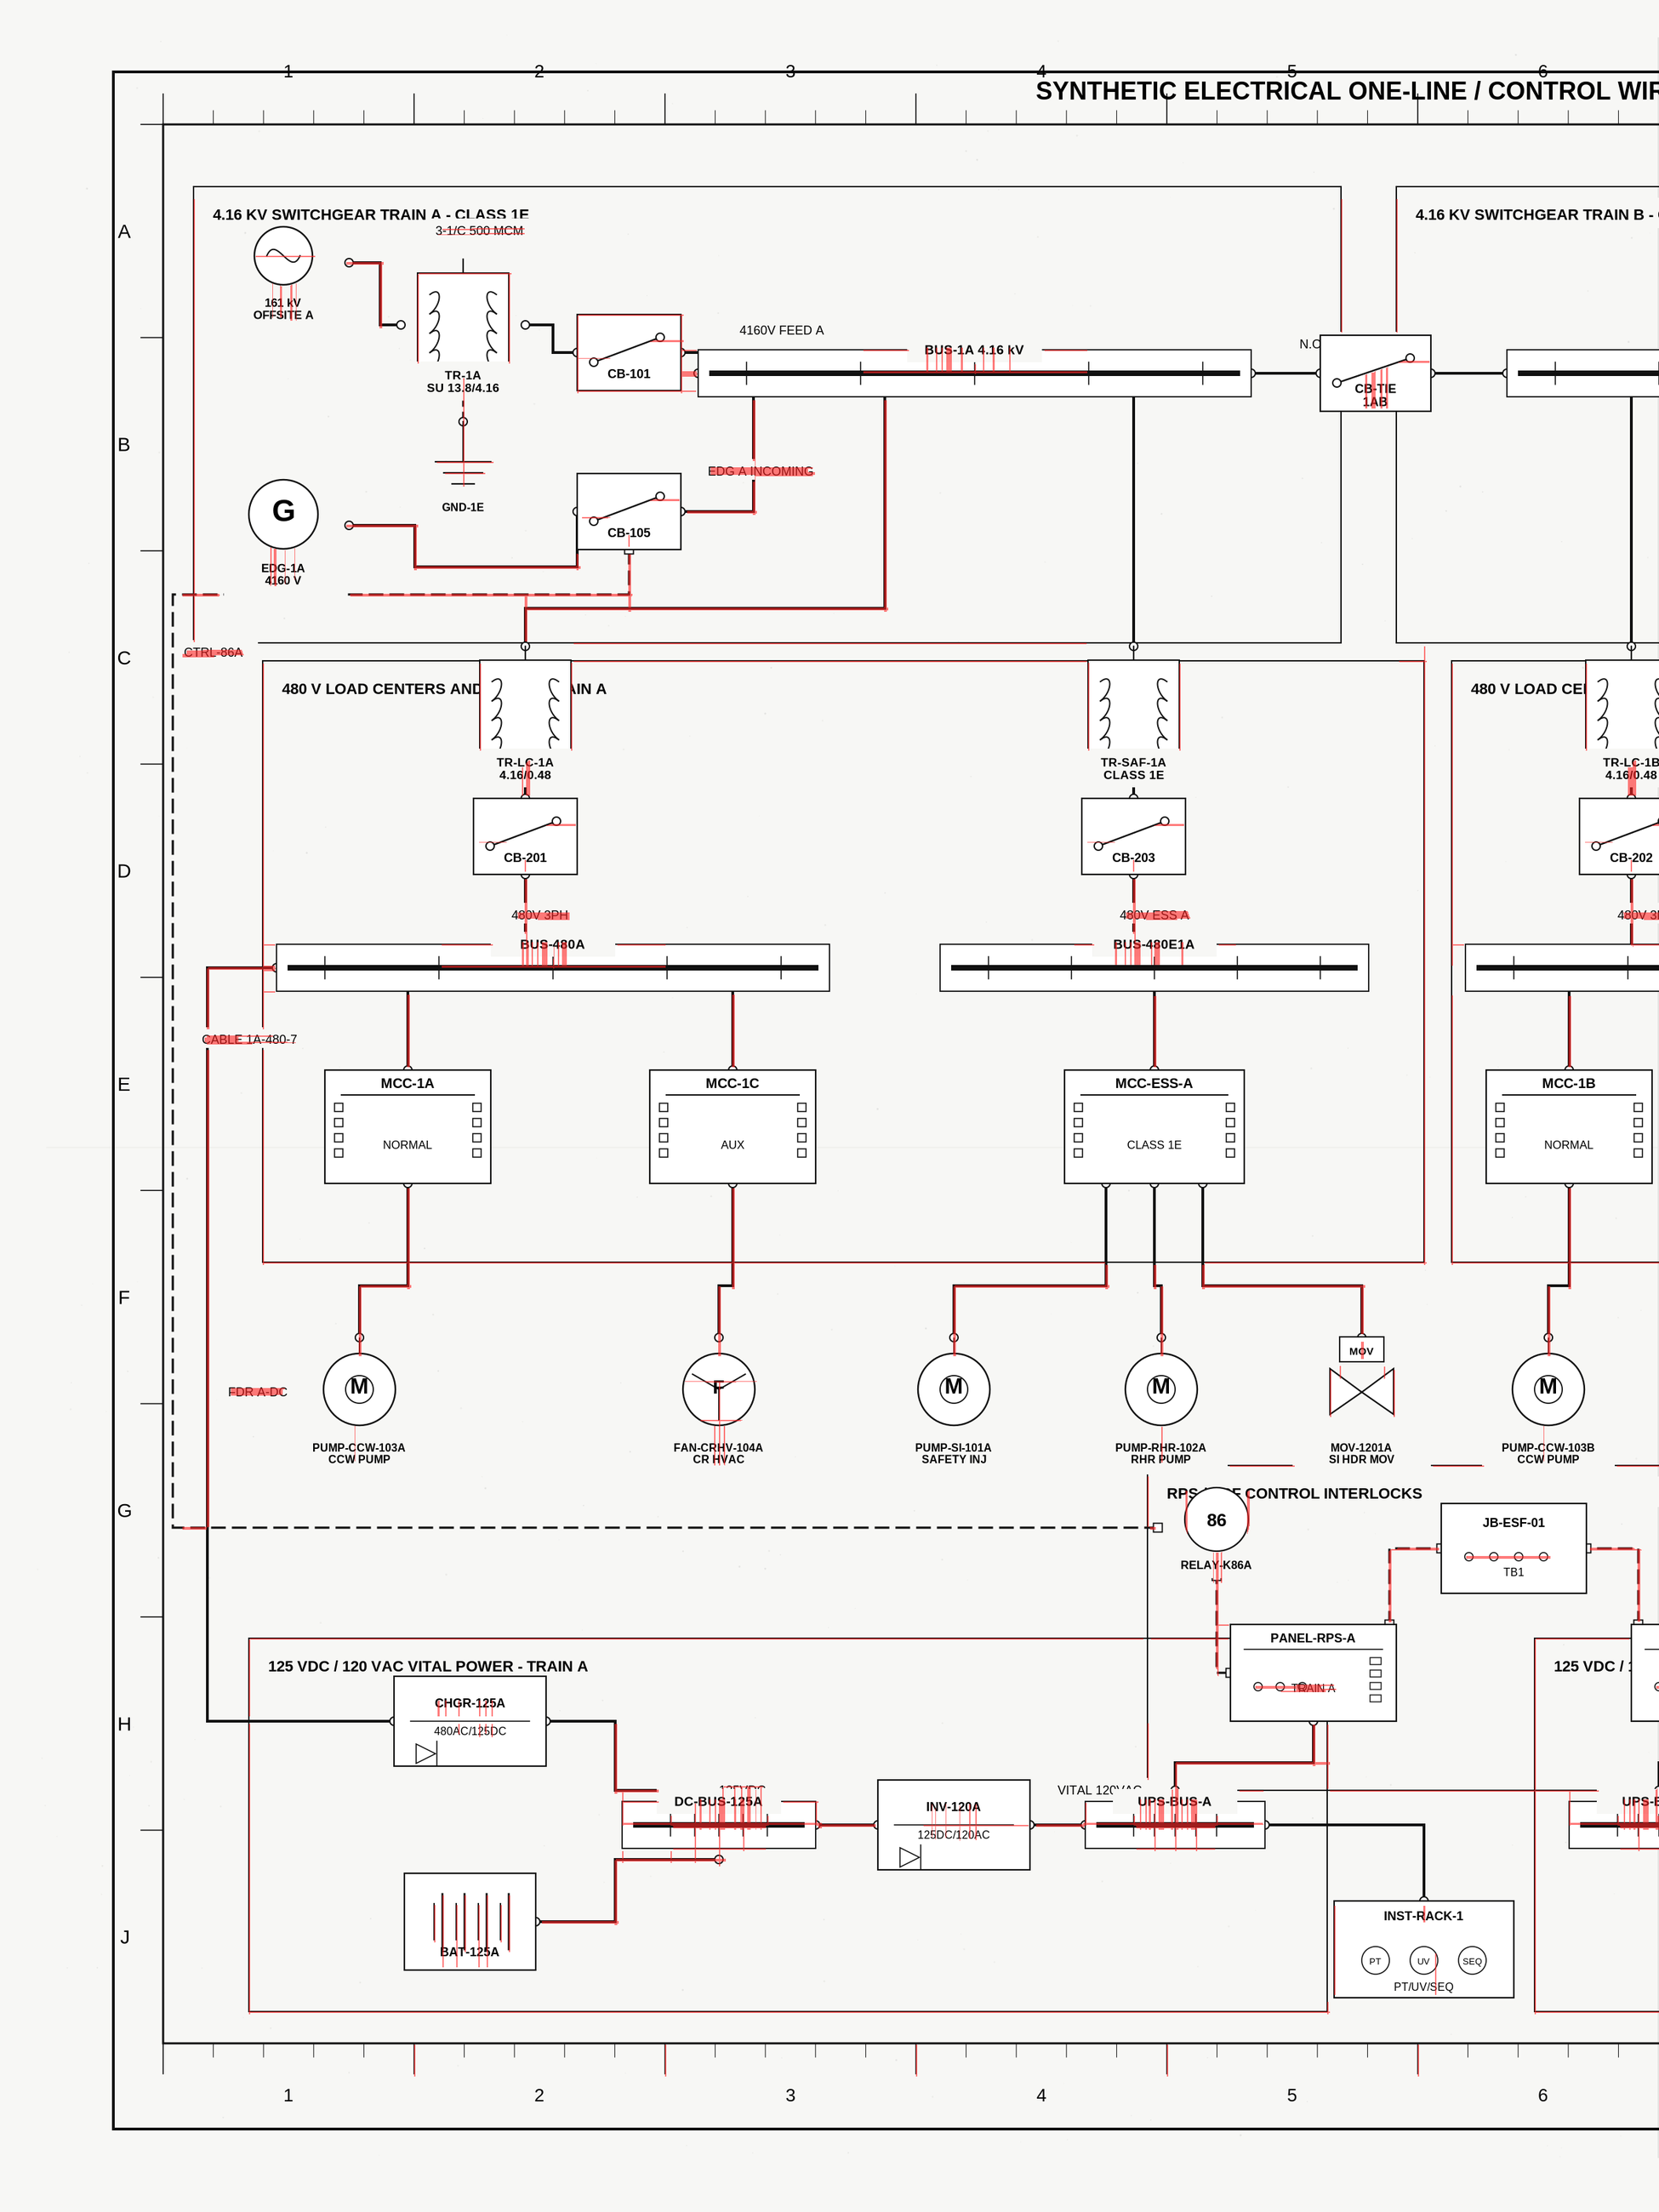 1 2 3 4 5 6
SYNTHETIC ELECTRICAL ONE-LINE / CONTROL
A
4.16 KV SWITCHGEAR TRAIN A - CLASS 1E
4.16 KV SWITCHGEAR TRAIN B -
3-1/C 500 MCM
161 kV
OFFSITE A
4160V FEED A
N.O
BUS-1A 4.16 kV
TR-1A
SU 13.8/4.16
CB-101
CB-TIE
1AB
B
EDG A INCOMING
G
GND-1E
CB-105
EDG-1A
4160 V
C
CTRL-86A
480 V LOAD CENTERS AND
AIN A
480 V LOAD
TR-LC-1A
4.16/0.48
TR-SAF-1A
CLASS 1E
TR-LC-1B
4.16/0.48
CB-201
CB-203
CB-202
D
480V 3PH
480V ESS A
480V
BUS-480A
BUS-480E1A
CABLE 1A-480-7
E
MCC-1A
MCC-1C
MCC-ESS-A
MCC-1B
NORMAL
AUX
CLASS 1E
NORMAL
F
MOV
FDR A-DC
M
F
M
M
M
PUMP-CCW-103A
CCW PUMP
FAN-CRHV-104A
CR HVAC
PUMP-SI-101A
SAFETY INJ
PUMP-RHR-102A
RHR PUMP
MOV-1201A
SI HDR MOV
PUMP-CCW-103B
CCW PUMP
G
CONTROL INTERLOCKS
86
JB-ESF-01
RELAY-K86A
TB1
PANEL-RPS-A
125 VDC / 120 VAC VITAL POWER - TRAIN A
125 VDC /
TRAIN A
H
CHGR-125A
480AC/125DC
125VDC
VITAL 120VAC
DC-BUS-125A
INV-120A
125DC/120AC
UPS-BUS-A
J
BAT-125A
INST-RACK-1
PT UV SEQ
PT/UV/SEQ
1 2 3 4 5 6